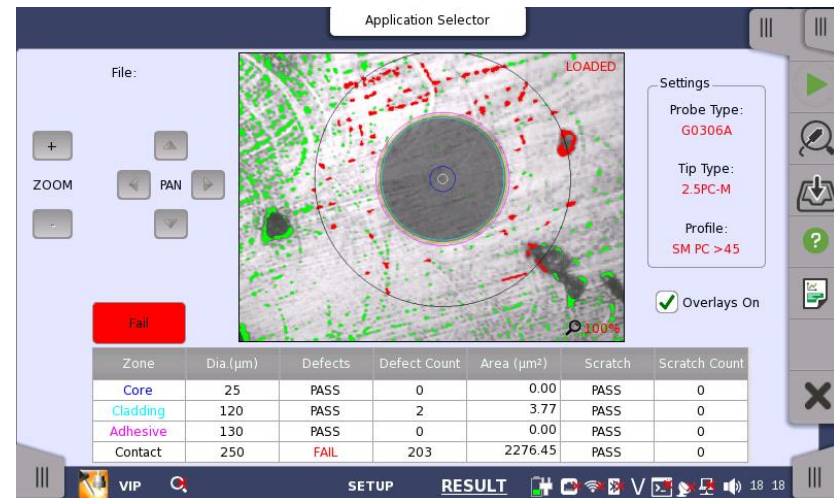 Application Selector
File:
LOADED
Settings
Probe Type:
G0306A
Tip Type:
2.5PC-M
Profile:
SM PC >45
+
ZOOM
PAN
-
Overlays On
Fail
100%
Zone Dia.(μm) Defects Defect Count Area (μm²) Scratch Scratch Count
Core 25 PASS 0 0.00 PASS 0
Cladding 120 PASS 2 3.77 PASS 0
Adhesive 130 PASS 0 0.00 PASS 0
Contact 250 FAIL 203 2276.45 PASS 0
VIP SETUP RESULT V 18 18